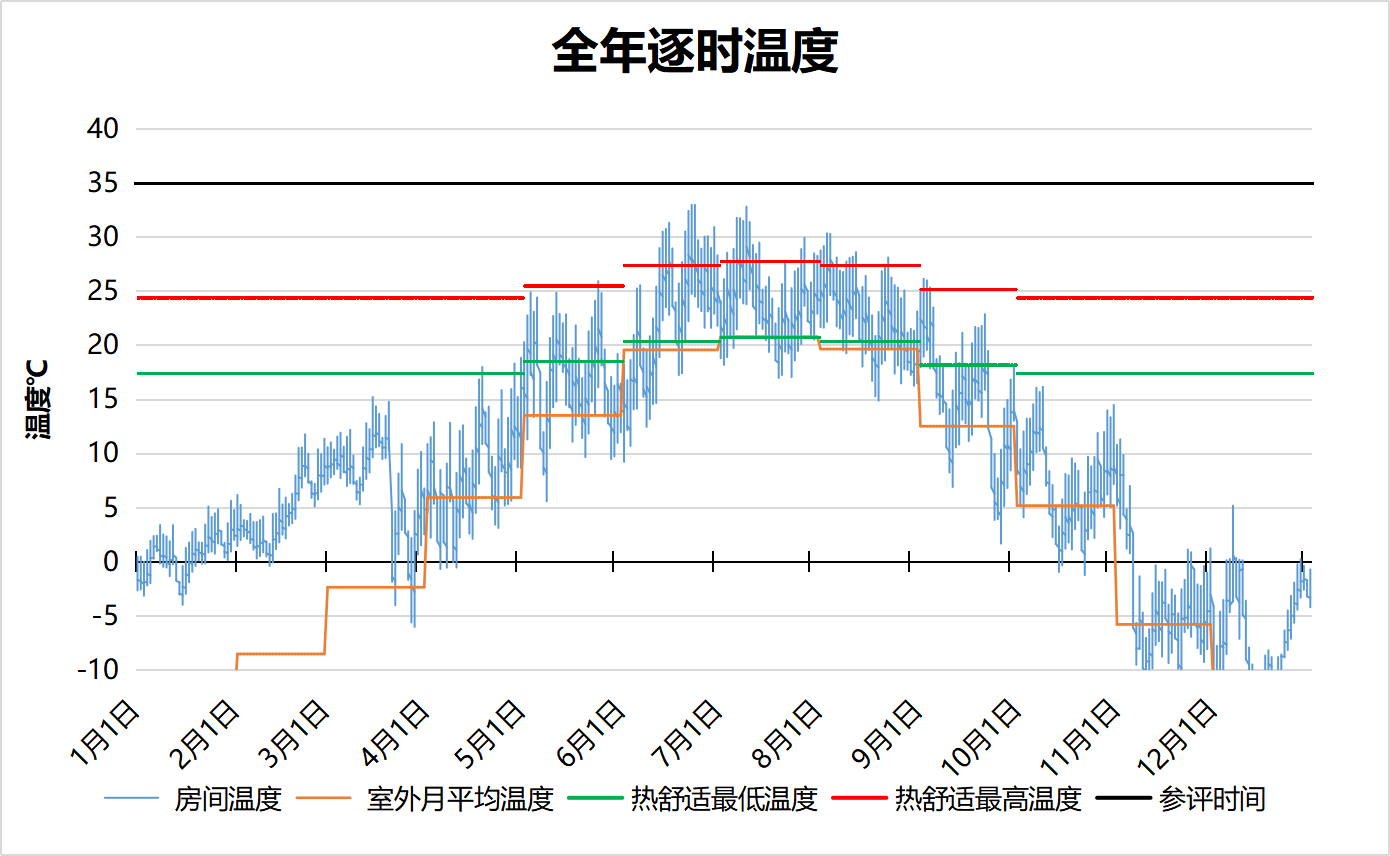 全年逐时温度
40
35
30
25
20
15
10
5
0
-5
-10
温度℃
1月1日
2月1日
3月1日
4月1日
5月1日
6月1日
7月1日
8月1日
9月1日
10月1日
11月1日
12月1日
房间温度 室外月平均温度 热舒适最低温度 热舒适最高温度 参评时间